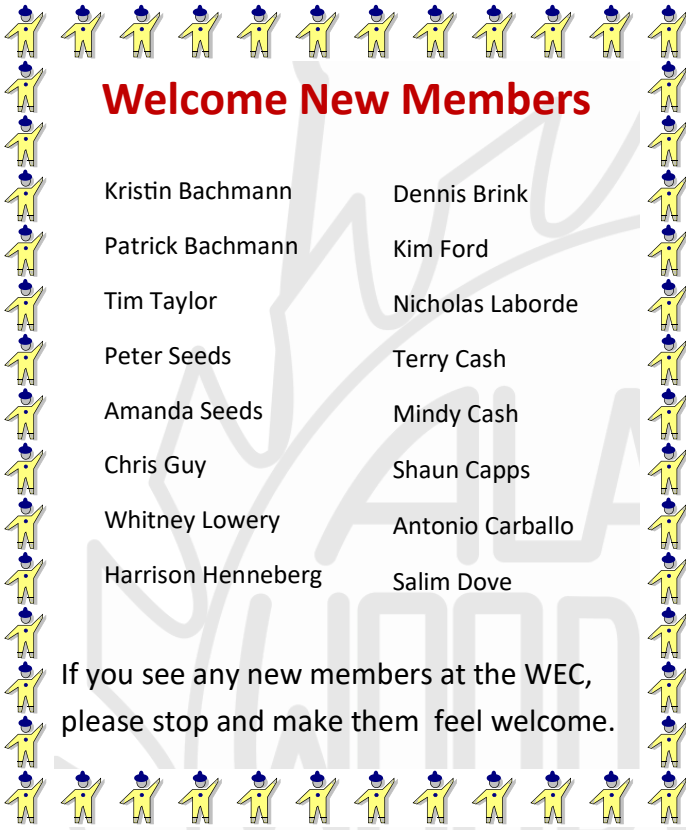 Welcome New Members
Kristin Bachmann
Patrick Bachmann
Tim Taylor
Peter Seeds
Amanda Seeds
Chris Guy
Whitney Lowery
Harrison Henneberg
Dennis Brink
Kim Ford
Nicholas Laborde
Terry Cash
Mindy Cash
Shaun Capps
Antonio Carballo
Salim Dove
If you see any new members at the WEC,
please stop and make them  feel welcome.